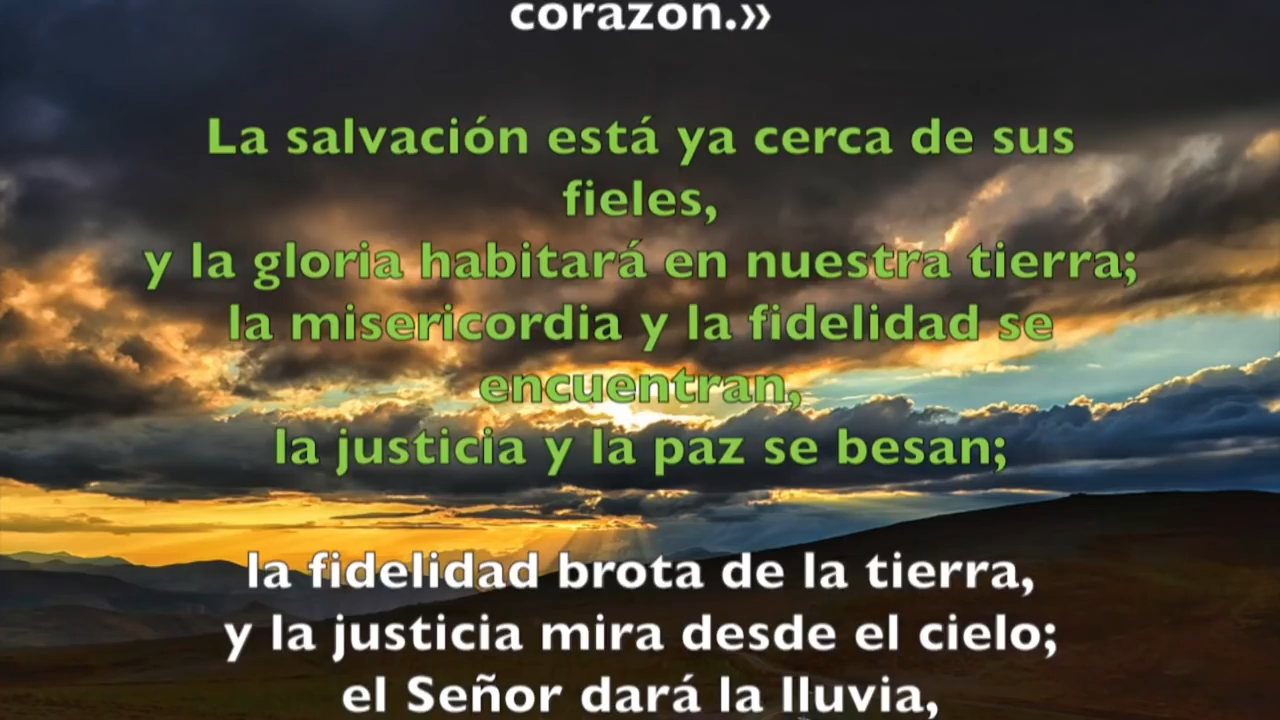 corazón.»
La salvación está ya cerca de sus
fieles,
y la gloria habitará en nuestra tierra;
la misericordia y la fidelidad se
encuentran,
la justicia y la paz se besan;
la fidelidad brota de la tierra,
y la justicia mira desde el cielo;
el Señor dará la lluvia,